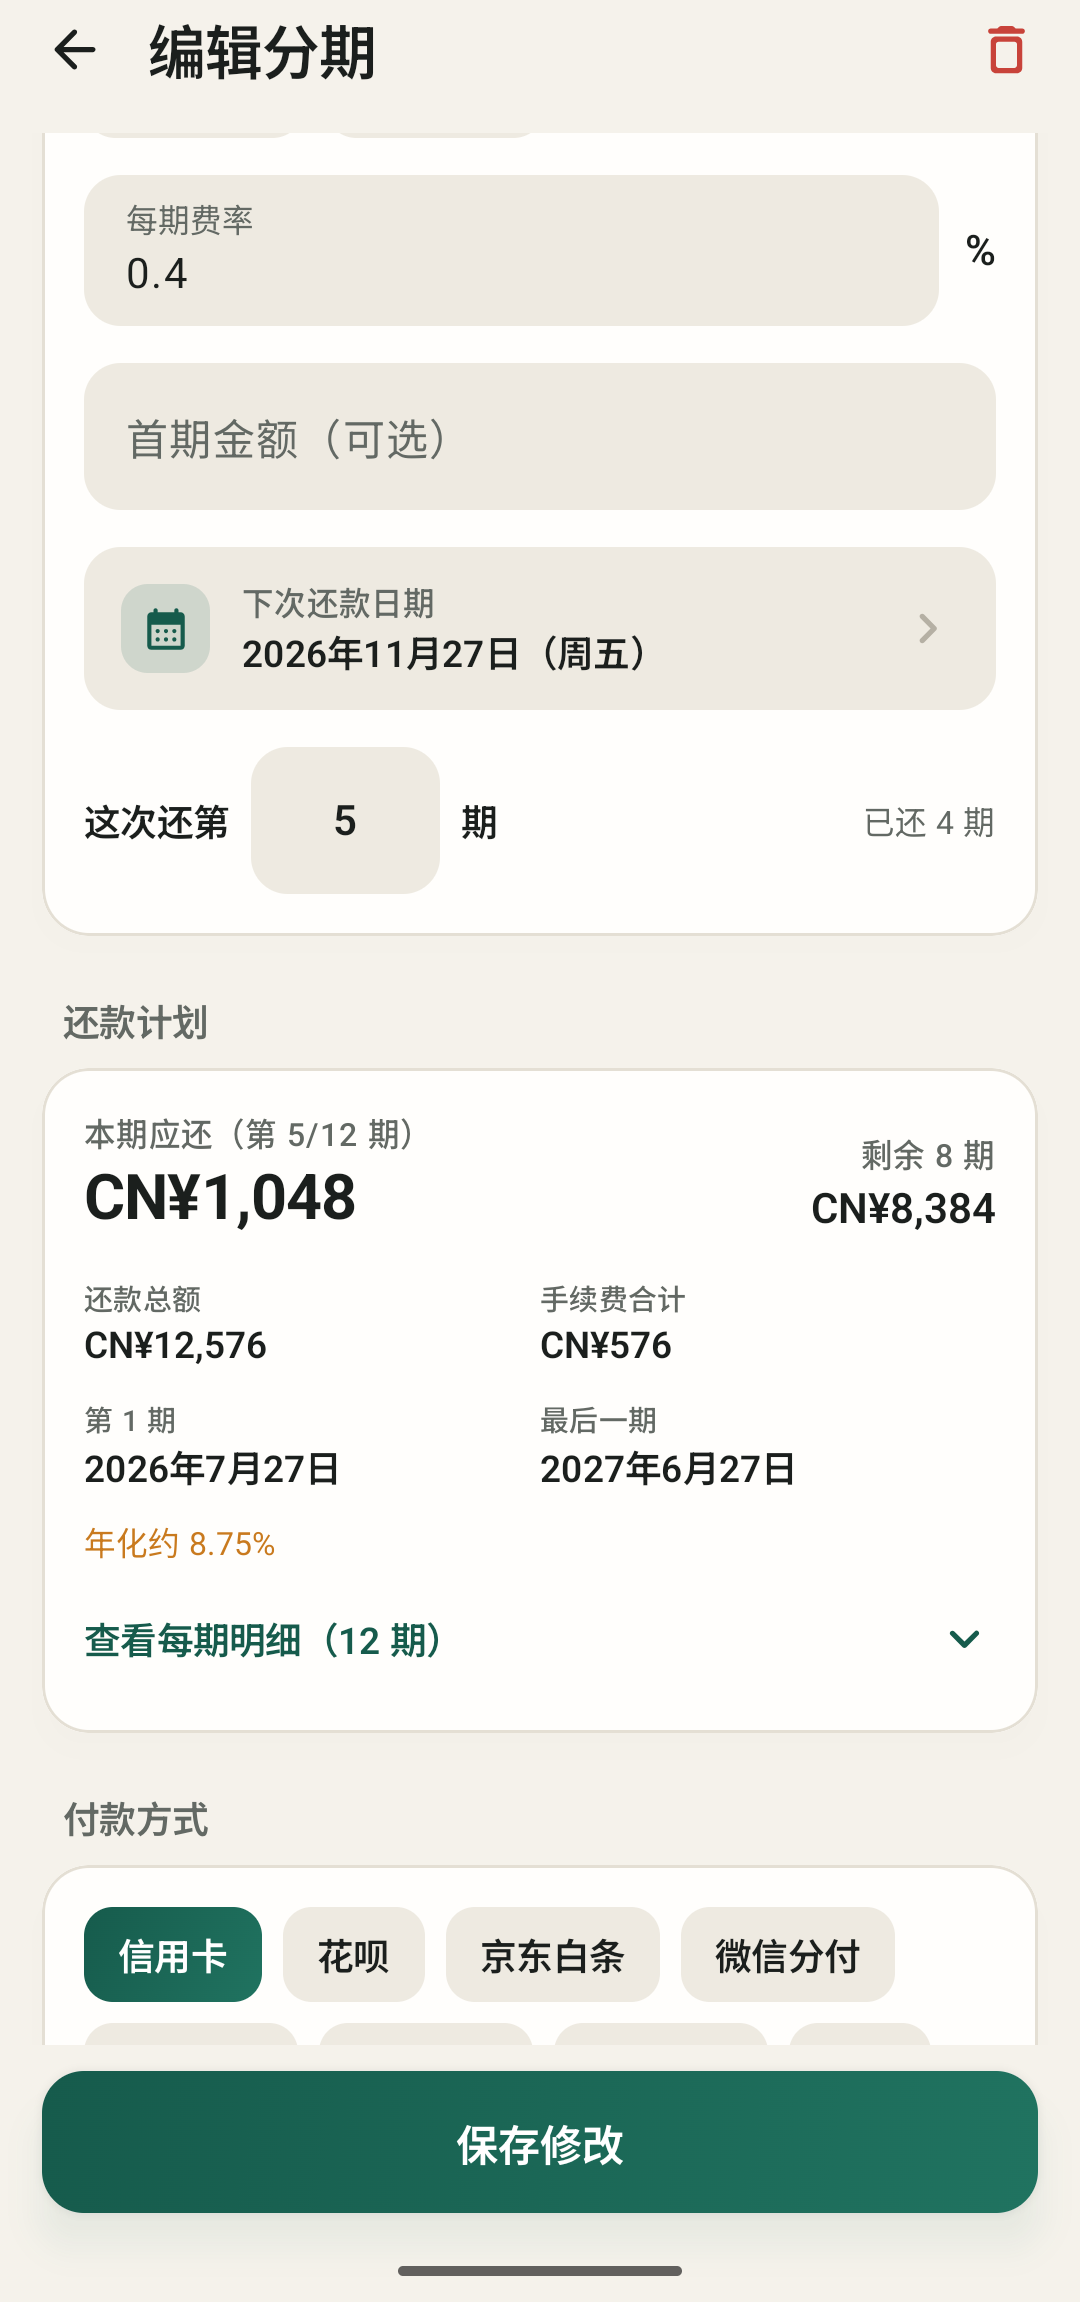 编辑分期
每期费率
0.4
%
首期金额（可选）
下次还款日期
2026年11月27日（周五）
这次还第
5
期
已还 4 期
还款计划
本期应还（第 5/12 期）
CN¥1,048
剩余 8 期
CN¥8,384
还款总额
CN¥12,576
手续费合计
CN¥576
第 1 期
2026年7月27日
最后一期
2027年6月27日
年化约 8.75%
查看每期明细（12 期）
付款方式
信用卡
花呗
京东白条
微信分付
保存修改